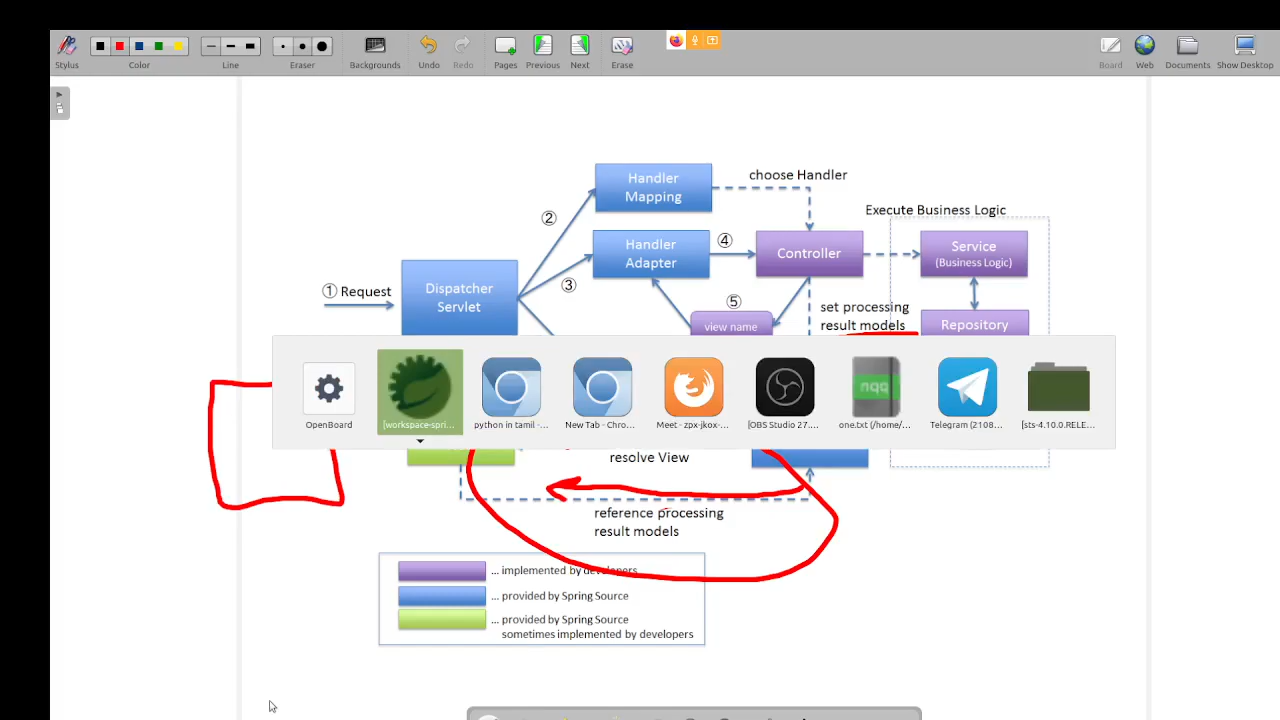 Stylus
Color
Line
Eraser
Backgrounds
Undo
Redo
Pages
Previous
Next
Erase
Board
Web
Documents
Show Desktop
Handler
Mapping
choose Handler
②
Execute Business Logic
Handler
Adapter
④
Controller
Service
(Business Logic)
① Request
Dispatcher
Servlet
③
⑤
view name
set processing
result models
Repository
OpenBoard
[workspace-spri...
python in tamil -...
New Tab - Chro...
Meet - zpx-jkox-...
[OBS Studio 27....
nqq
one.txt (/home/...
Telegram (2108...
[sts-4.10.0.RELE...
resolve View
reference processing
result models
... implemented by developers
... provided by Spring Source
... provided by Spring Source
sometimes implemented by developers